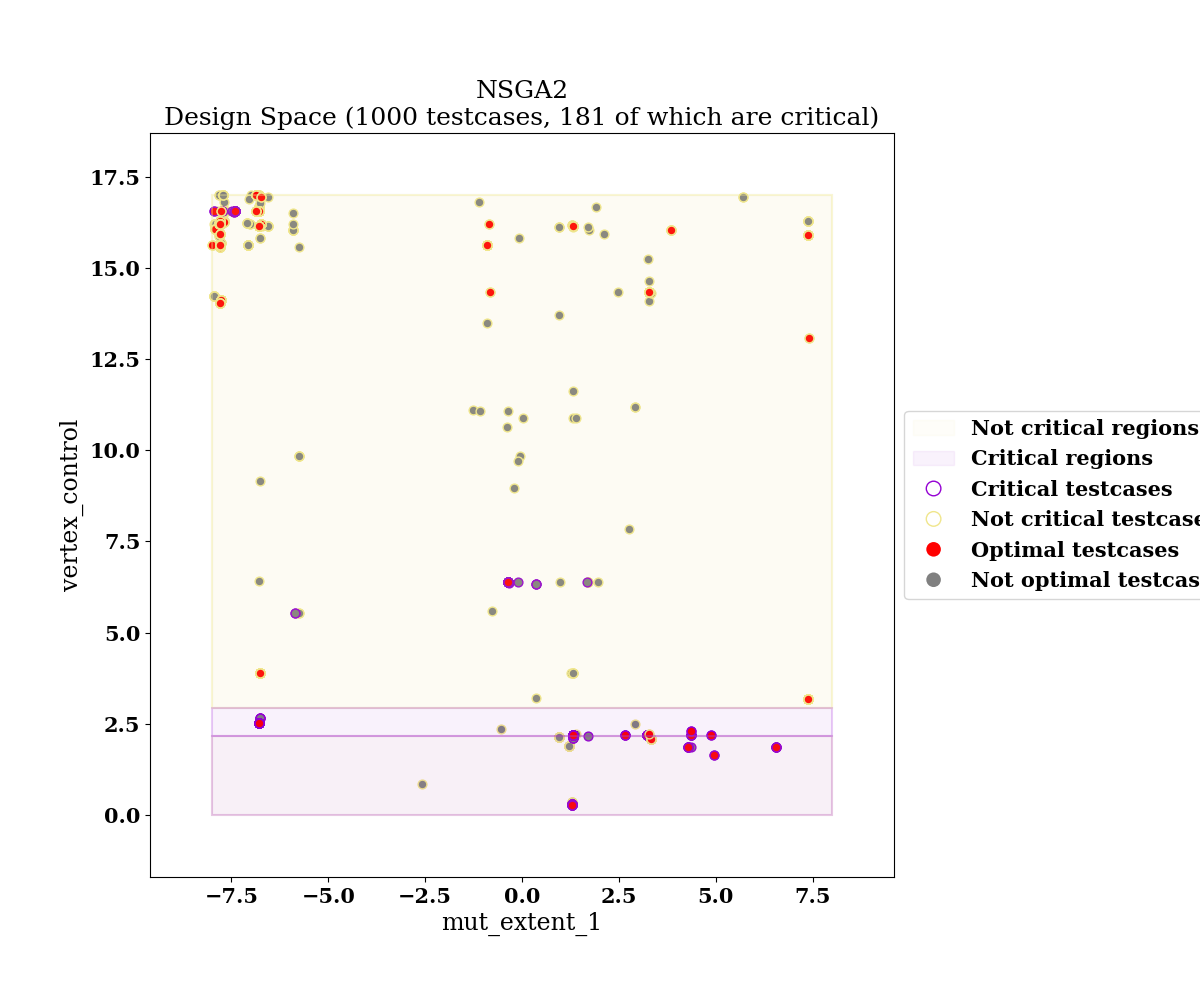 NSGA2
Design Space (1000 testcases, 181 of which are critical)
17.5
15.0
12.5
10.0
7.5
5.0
2.5
0.0
vertex_control
−7.5 −5.0 −2.5 0.0 2.5 5.0 7.5
mut_extent_1
Not critical regions
Critical regions
Critical testcases
Not critical testcase
Optimal testcases
Not optimal testcas